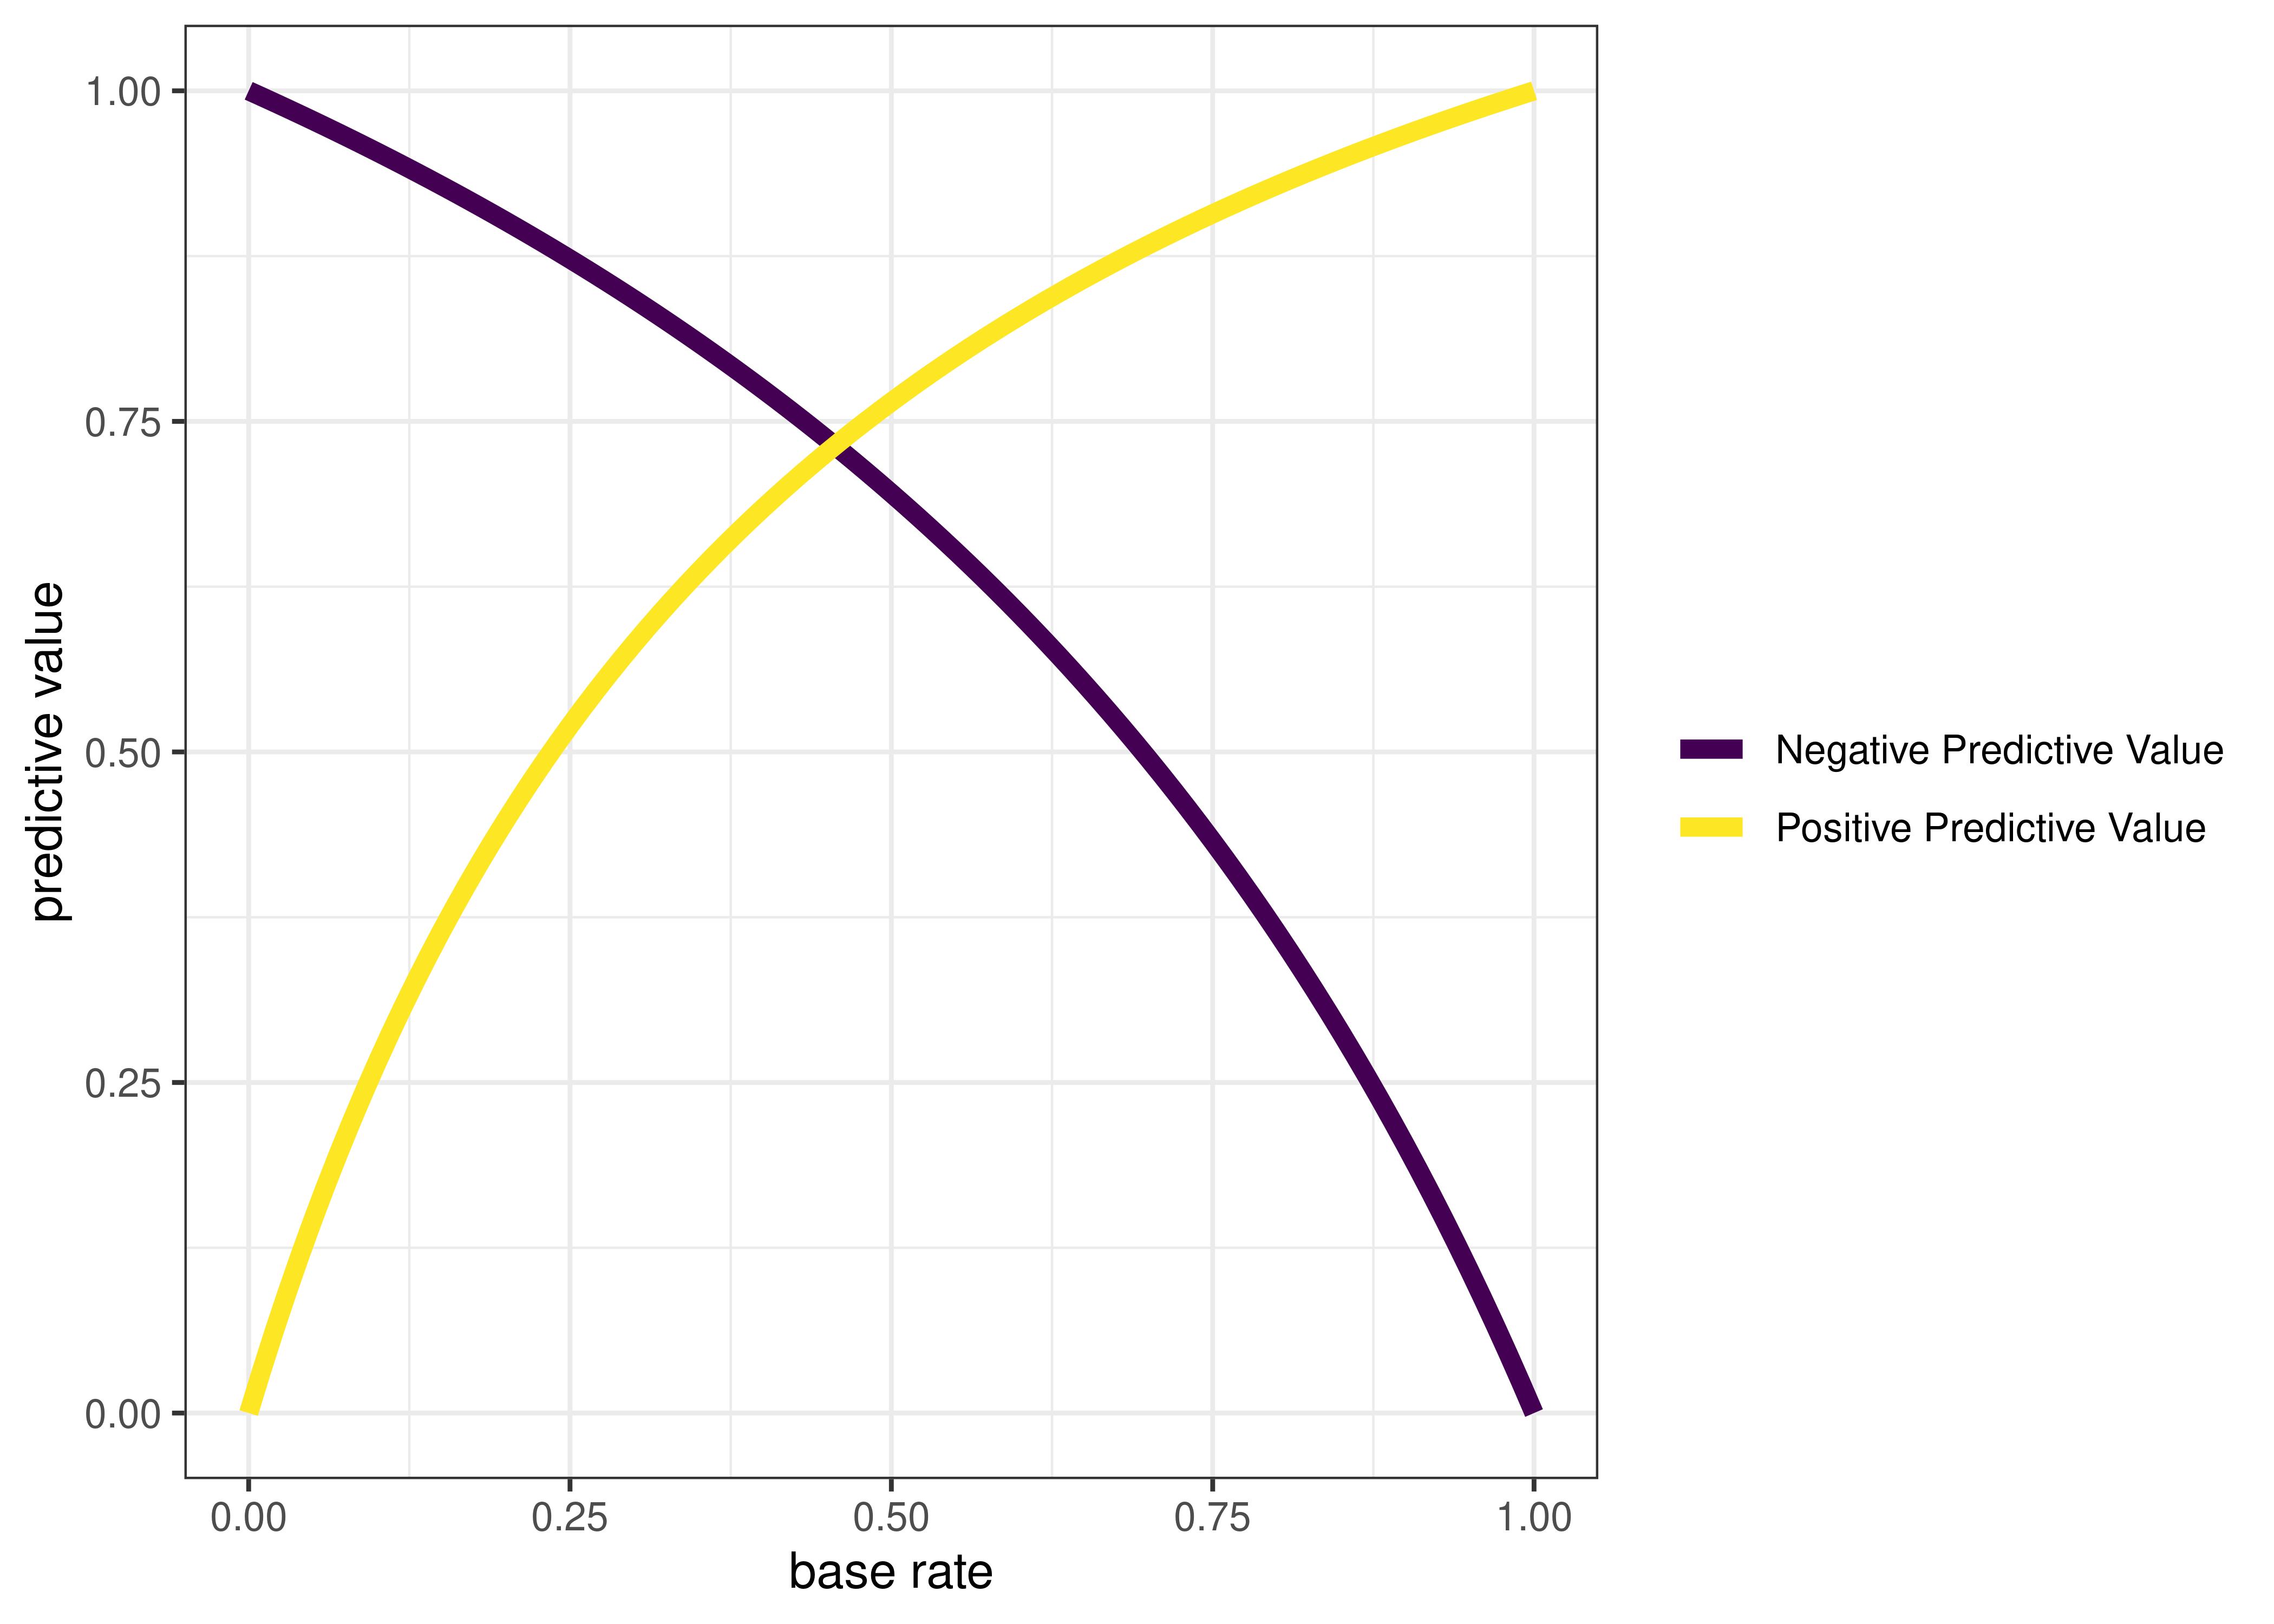 1.00
0.75
0.50
0.25
0.00
predictive value
0.00 0.25 0.50 0.75 1.00
base rate
Negative Predictive Value
Positive Predictive Value